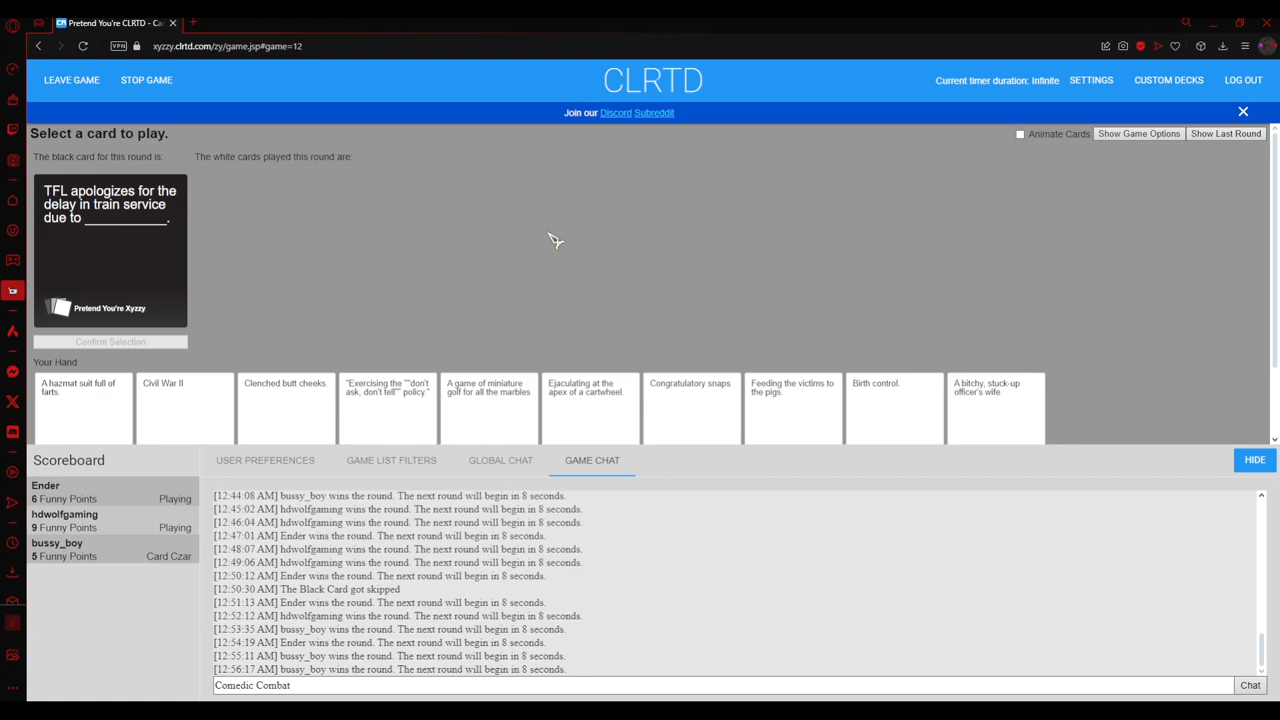 Pretend You're CLRTD - Ca
xyzzy.clrtd.com/zy/game.jsp#game=12
VPN
LEAVE GAME
STOP GAME
CLRTD
Current timer duration: Infinite
SETTINGS
CUSTOM DECKS
LOG OUT
Join our Discord Subreddit
Select a card to play.
Animate Cards
Show Game Options
Show Last Round
The black card for this round is:
The white cards played this round are:
TFL apologizes for the
delay in train service
due to ____________.
Pretend You're Xyzzy
Confirm Selection
Your Hand
A hazmat suit full of
farts.
Civil War II
Clenched butt cheeks.
"Exercising the ""don't
ask, don't tell"" policy."
A game of miniature
golf for all the marbles
Ejaculating at the
apex of a cartwheel.
Congratulatory snaps
Feeding the victims to
the pigs.
Birth control.
A bitchy, stuck-up
officer's wife.
Scoreboard
USER PREFERENCES
GAME LIST FILTERS
GLOBAL CHAT
GAME CHAT
HIDE
Ender
6 Funny Points Playing
hdwolfgaming
9 Funny Points Playing
bussy_boy
5 Funny Points Card Czar
[12:44:08 AM] bussy_boy wins the round. The next round will begin in 8 seconds.
[12:45:02 AM] hdwolfgaming wins the round. The next round will begin in 8 seconds.
[12:46:04 AM] hdwolfgaming wins the round. The next round will begin in 8 seconds.
[12:47:01 AM] Ender wins the round. The next round will begin in 8 seconds.
[12:48:07 AM] hdwolfgaming wins the round. The next round will begin in 8 seconds.
[12:49:06 AM] hdwolfgaming wins the round. The next round will begin in 8 seconds.
[12:50:12 AM] Ender wins the round. The next round will begin in 8 seconds.
[12:50:30 AM] The Black Card got skipped
[12:51:13 AM] Ender wins the round. The next round will begin in 8 seconds.
[12:52:12 AM] hdwolfgaming wins the round. The next round will begin in 8 seconds.
[12:53:35 AM] bussy_boy wins the round. The next round will begin in 8 seconds.
[12:54:19 AM] Ender wins the round. The next round will begin in 8 seconds.
[12:55:11 AM] bussy_boy wins the round. The next round will begin in 8 seconds.
[12:56:17 AM] bussy_boy wins the round. The next round will begin in 8 seconds.
Comedic Combat
Chat